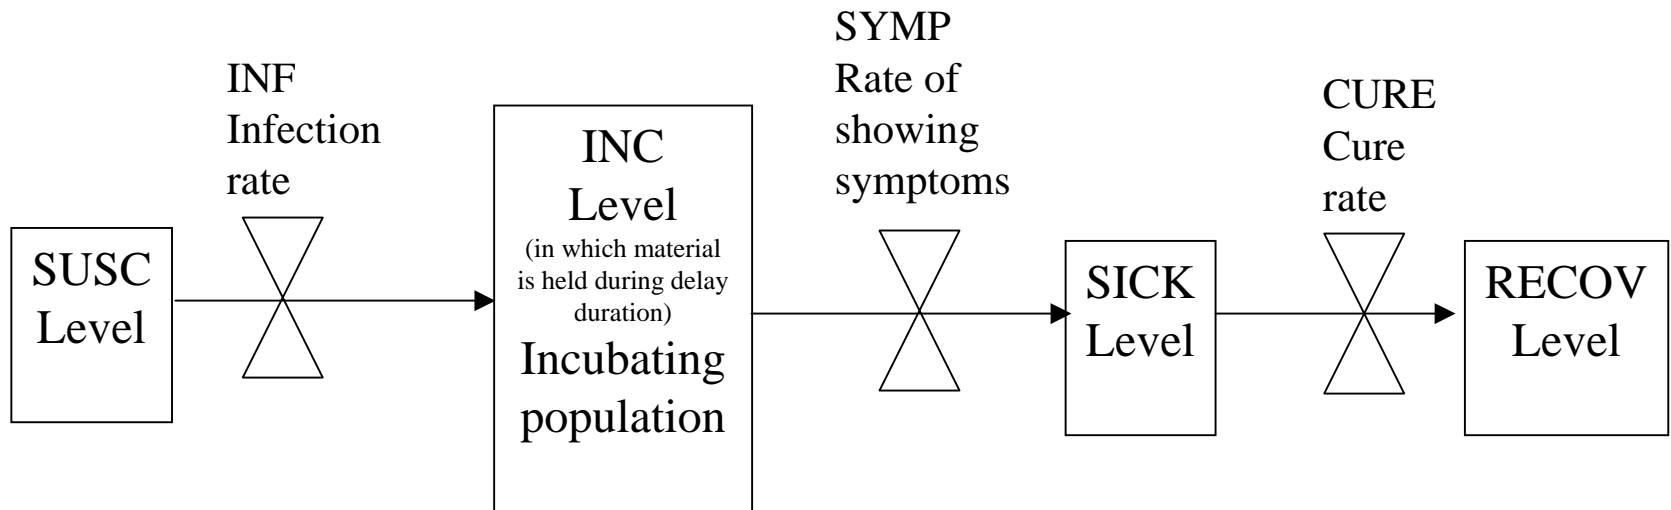 SUSC
Level
INF
Infection
rate
INC
Level
(in which material
is held during delay
duration)
Incubating
population
SYMP
Rate of
showing
symptoms
SICK
Level
CURE
Cure
rate
RECOV
Level